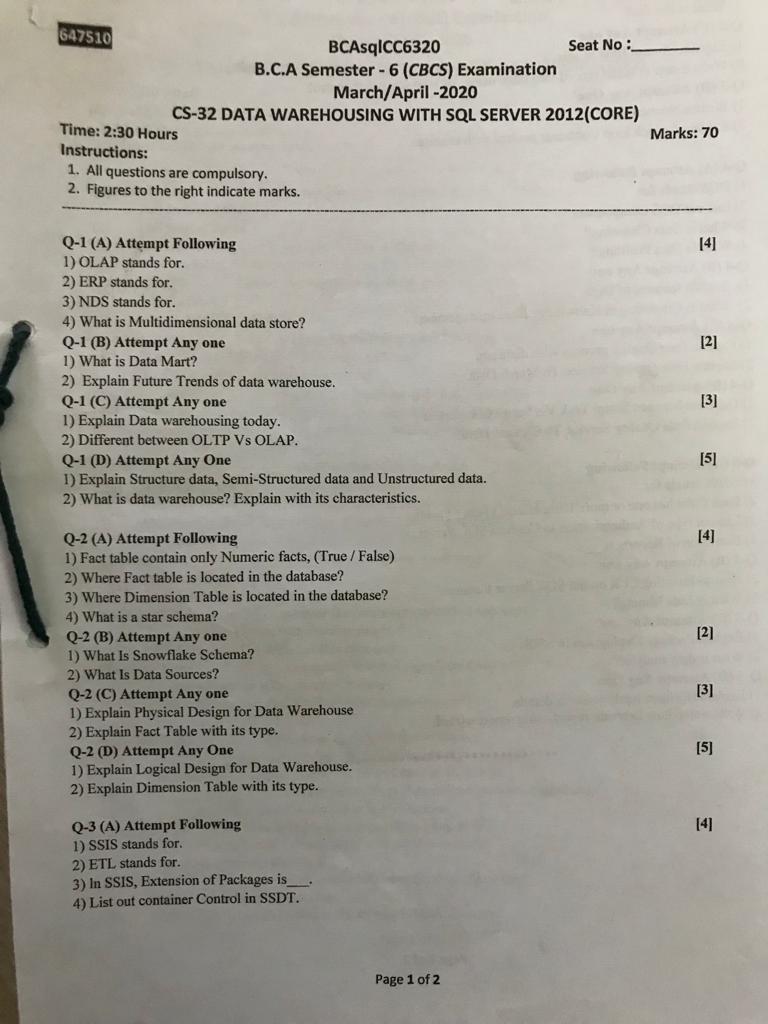 647510
BCAsqlCC6320
Seat No :________
B.C.A Semester - 6 (CBCS) Examination
March/April -2020
CS-32 DATA WAREHOUSING WITH SQL SERVER 2012(CORE)
Time: 2:30 Hours
Marks: 70
Instructions:
1. All questions are compulsory.
2. Figures to the right indicate marks.
Q-1 (A) Attempt Following [4]
1) OLAP stands for.
2) ERP stands for.
3) NDS stands for.
4) What is Multidimensional data store?
Q-1 (B) Attempt Any one [2]
1) What is Data Mart?
2) Explain Future Trends of data warehouse.
Q-1 (C) Attempt Any one [3]
1) Explain Data warehousing today.
2) Different between OLTP Vs OLAP.
Q-1 (D) Attempt Any One [5]
1) Explain Structure data, Semi-Structured data and Unstructured data.
2) What is data warehouse? Explain with its characteristics.
Q-2 (A) Attempt Following [4]
1) Fact table contain only Numeric facts, (True / False)
2) Where Fact table is located in the database?
3) Where Dimension Table is located in the database?
4) What is a star schema?
Q-2 (B) Attempt Any one [2]
1) What Is Snowflake Schema?
2) What Is Data Sources?
Q-2 (C) Attempt Any one [3]
1) Explain Physical Design for Data Warehouse
2) Explain Fact Table with its type.
Q-2 (D) Attempt Any One [5]
1) Explain Logical Design for Data Warehouse.
2) Explain Dimension Table with its type.
Q-3 (A) Attempt Following [4]
1) SSIS stands for.
2) ETL stands for.
3) In SSIS, Extension of Packages is___.
4) List out container Control in SSDT.
Page 1 of 2